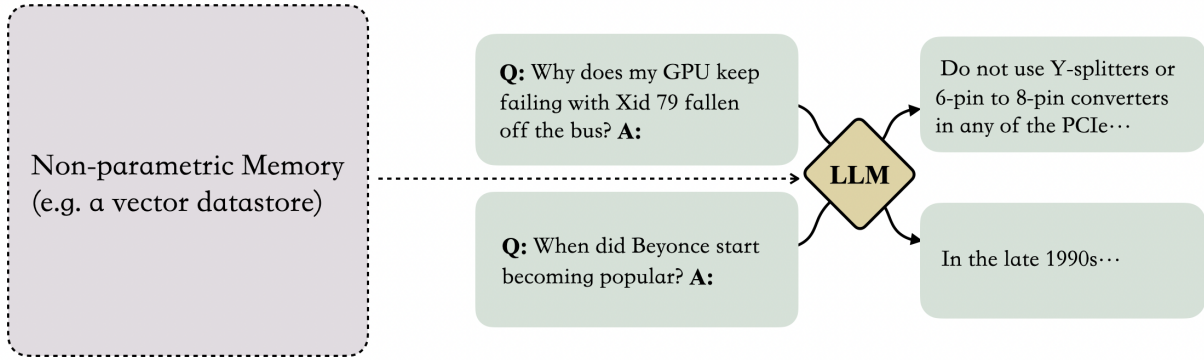 Non-parametric Memory
(e.g. a vector datastore)
Q: Why does my GPU keep
failing with Xid 79 fallen
off the bus? A:
Q: When did Beyonce start
becoming popular? A:
LLM
Do not use Y-splitters or
6-pin to 8-pin converters
in any of the PCIe⋯
In the late 1990s⋯